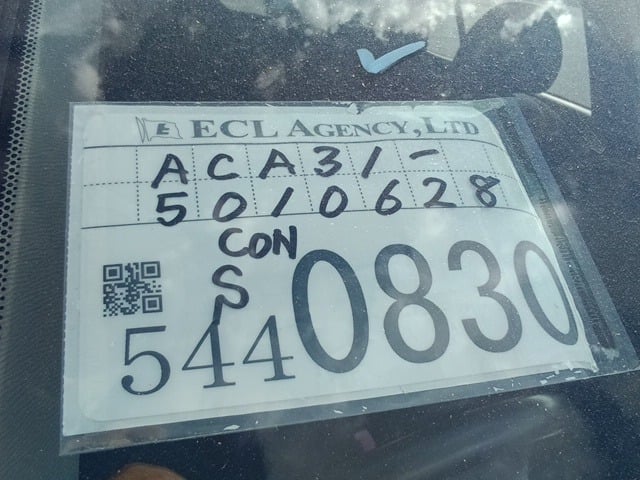 E ECL AGENCY, LTD
ACA31-
5010628
CON
S
5440830